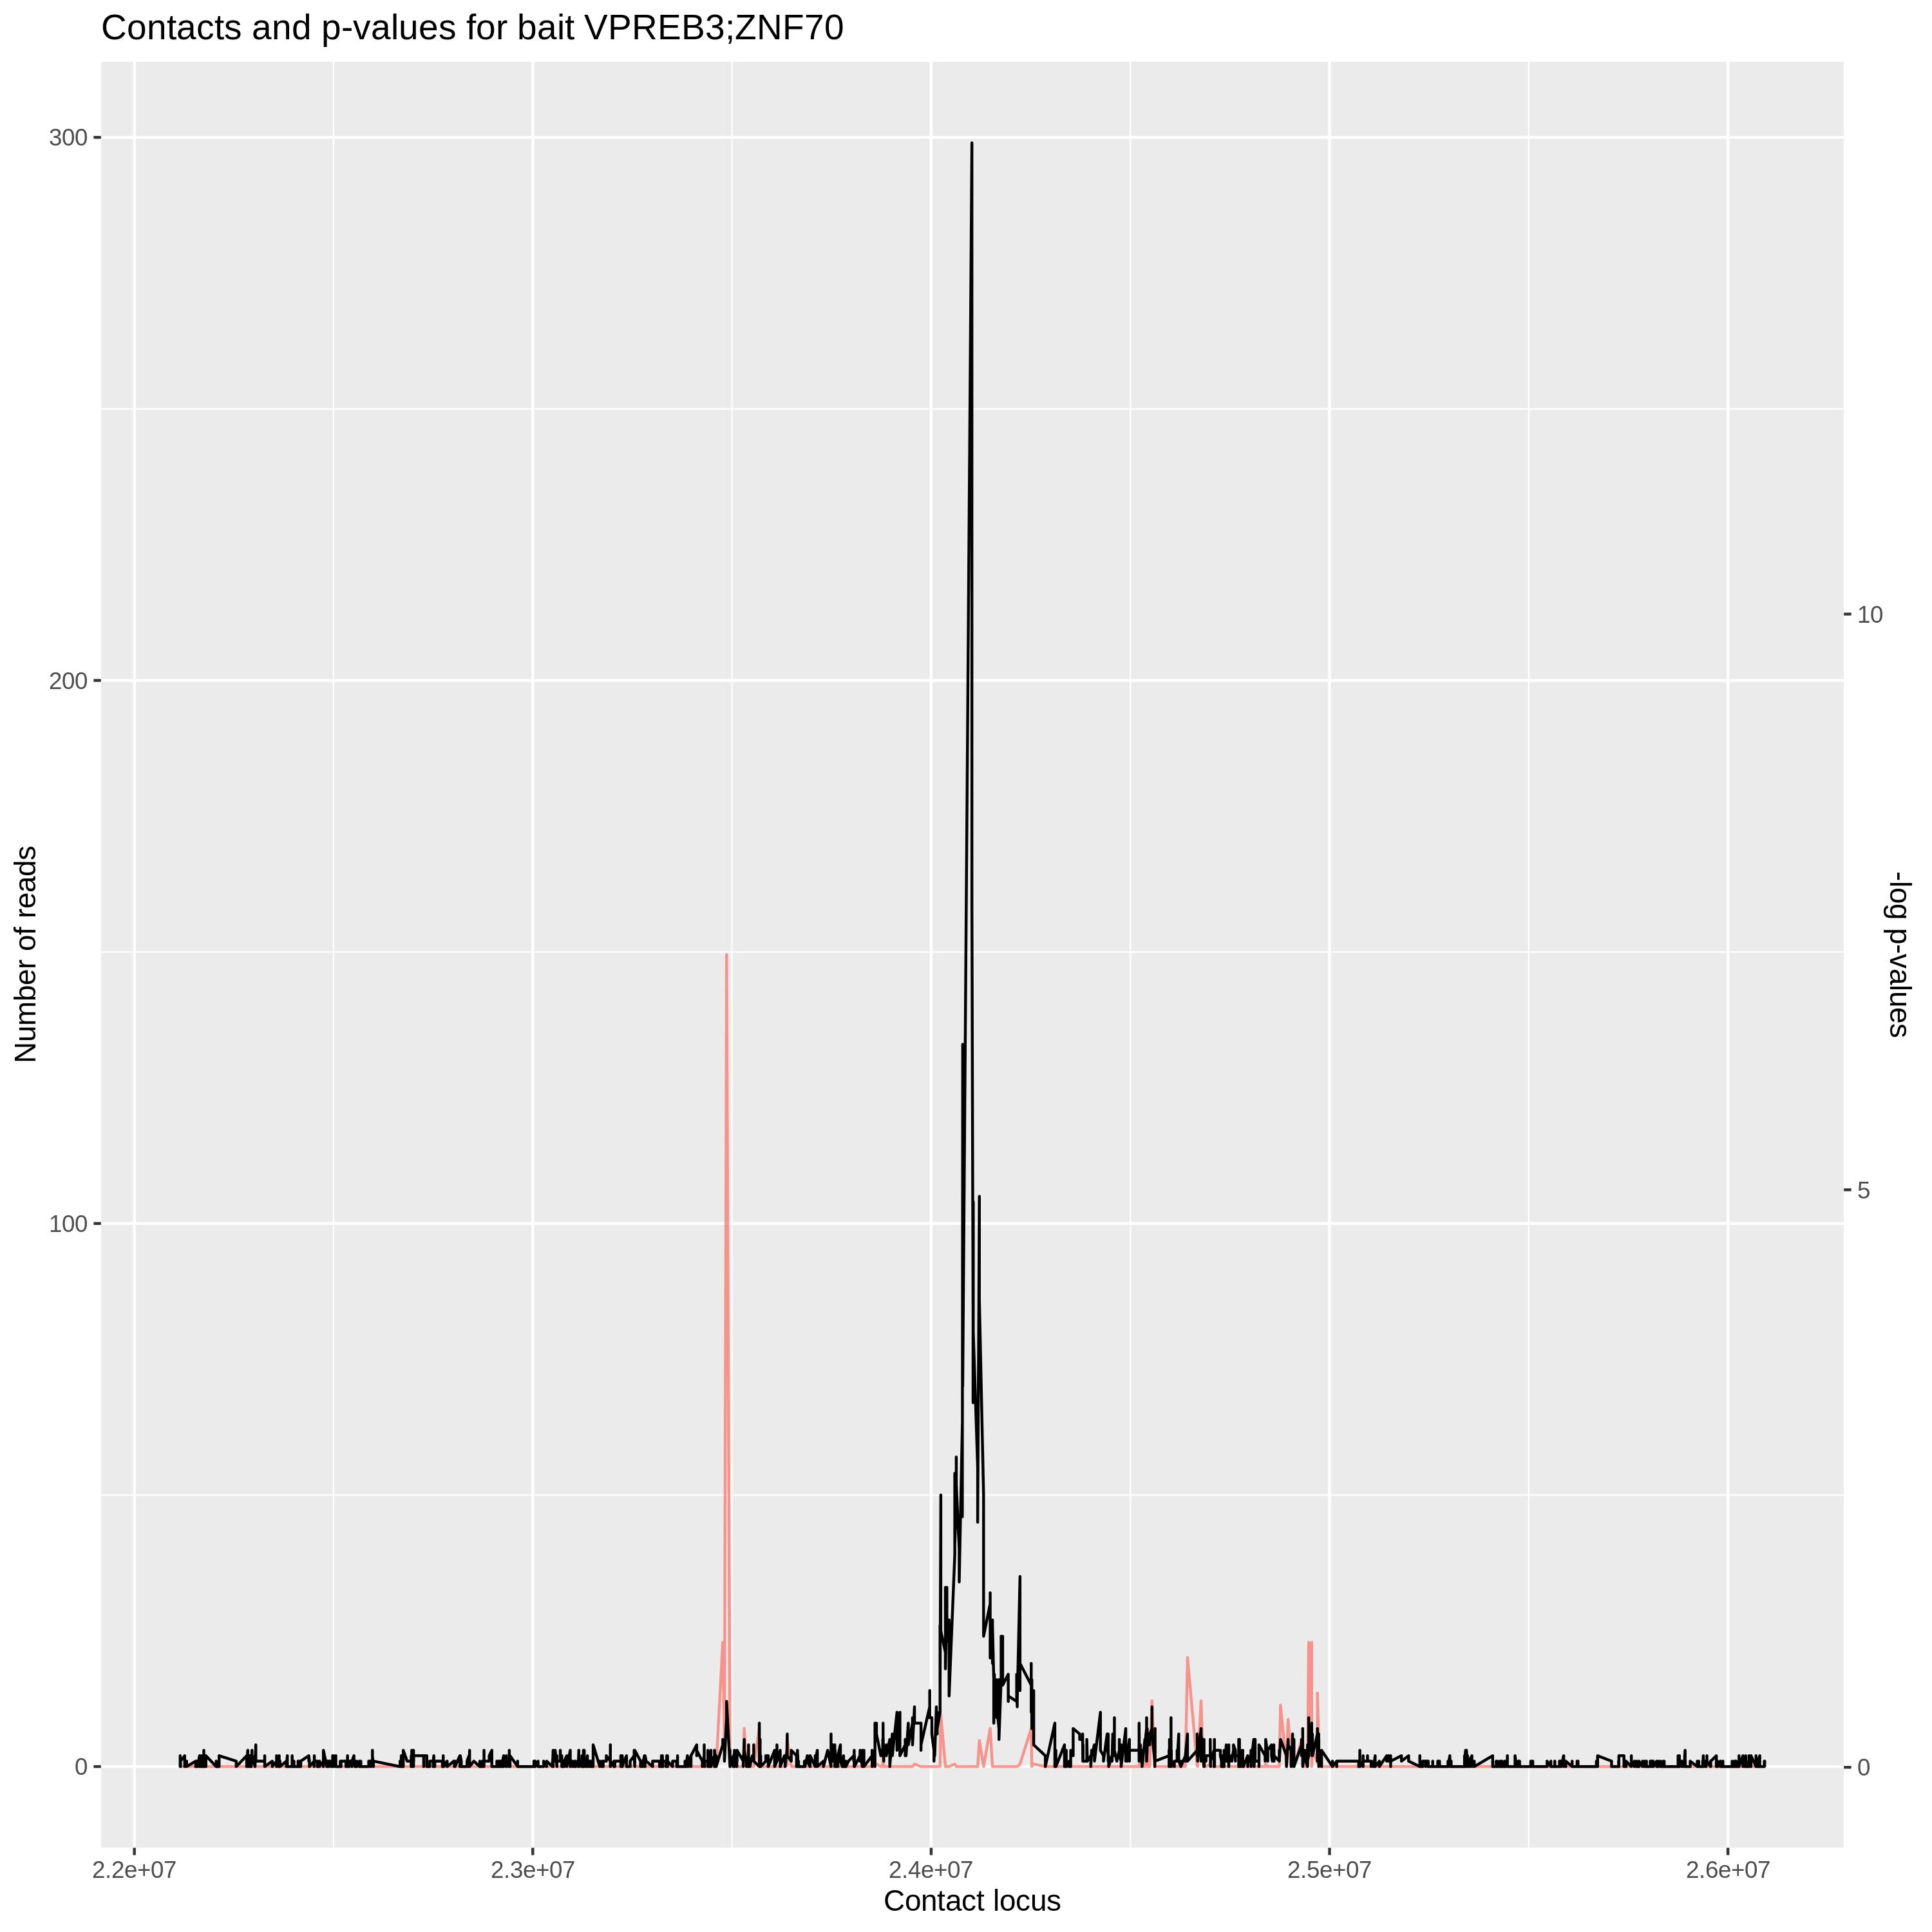 Contacts and p-values for bait VPREB3;ZNF70
300
200
100
0
Number of reads
10
5
0
-log p-values
2.2e+07 2.3e+07 2.4e+07 2.5e+07 2.6e+07
Contact locus